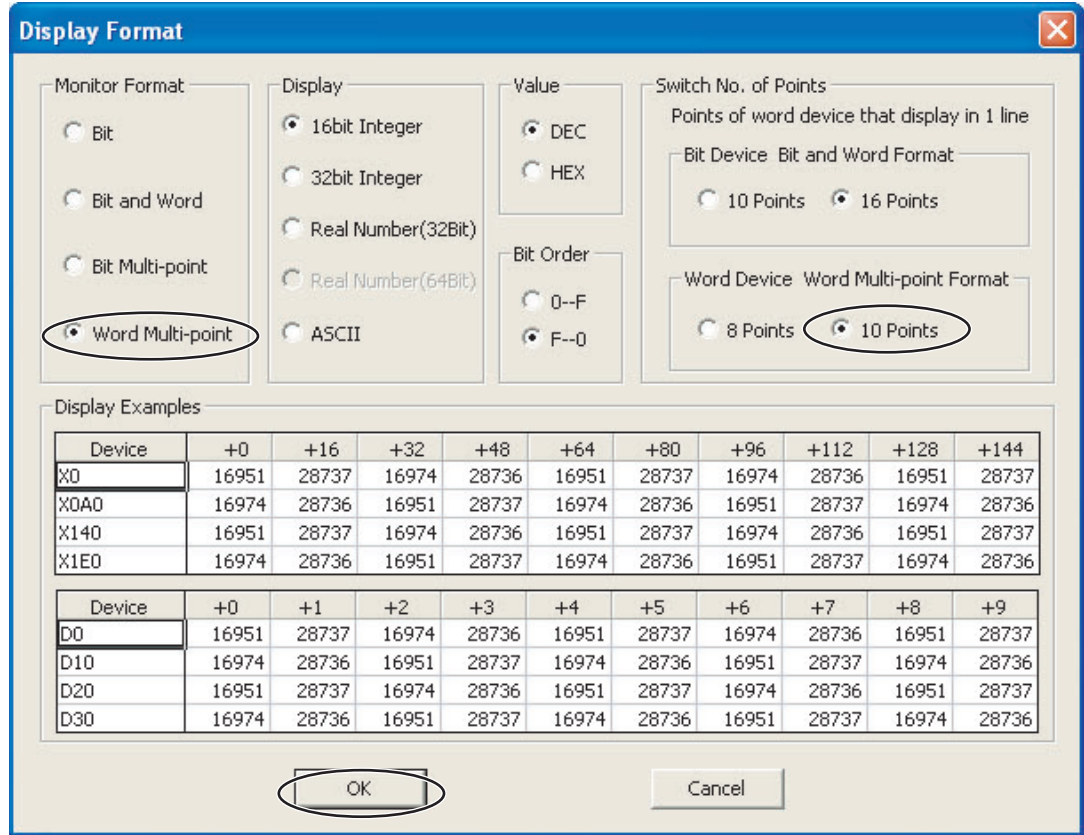 Display Format
Monitor Format
Bit
Bit and Word
Bit Multi-point
Word Multi-point
Display
16bit Integer
32bit Integer
Real Number(32Bit)
Real Number(64Bit)
ASCII
Value
DEC
HEX
Bit Order
0--F
F--0
Switch No. of Points
Points of word device that display in 1 line
Bit Device Bit and Word Format
10 Points 16 Points
Word Device Word Multi-point Format
8 Points 10 Points
Display Examples
Device +0 +16 +32 +48 +64 +80 +96 +112 +128 +144
X0 16951 28737 16974 28736 16951 28737 16974 28736 16951 28737
X0A0 16974 28736 16951 28737 16974 28736 16951 28737 16974 28736
X140 16951 28737 16974 28736 16951 28737 16974 28736 16951 28737
X1E0 16974 28736 16951 28737 16974 28736 16951 28737 16974 28736
Device +0 +1 +2 +3 +4 +5 +6 +7 +8 +9
D0 16951 28737 16974 28736 16951 28737 16974 28736 16951 28737
D10 16974 28736 16951 28737 16974 28736 16951 28737 16974 28736
D20 16951 28737 16974 28736 16951 28737 16974 28736 16951 28737
D30 16974 28736 16951 28737 16974 28736 16951 28737 16974 28736
OK Cancel